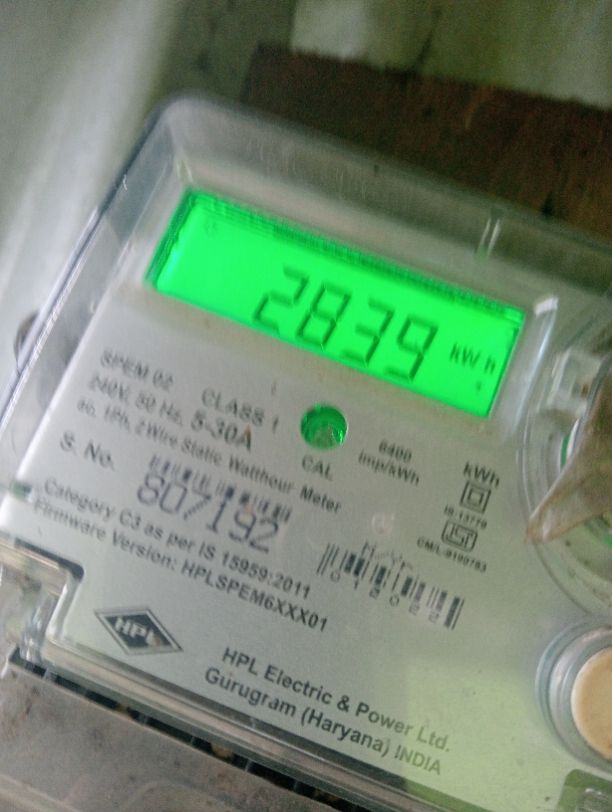 2839 kWh
SPEM 02 CLASS 1
240V, 50 Hz, 5-30A
ac, 1Ph, 2 Wire Static Watthour Meter
CAL
6400
imp/kWh
kWh
IS:13779
S. No.
807192
M/Yr.
Category C3 as per IS 15959:2011
Firmware Version: HPLSPEM6XXX01
HPL
HPL Electric & Power Ltd.
Gurugram (Haryana) INDIA